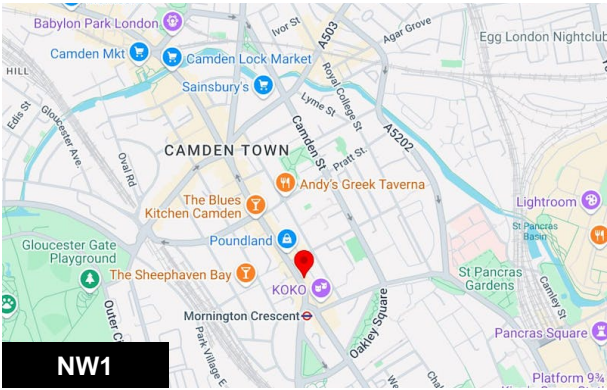 Babylon Park London
Ivor St
A503
Agar Grove
Egg London Nightclub
Camden Mkt
Camden Lock Market
HILL
Sainsbury's
Royal College St
Lyme St
Edis St
Gloucester Ave.
Camden St
A5202
Oval Rd
CAMDEN TOWN
Pratt St.
Andy's Greek Taverna
The Blues
Kitchen Camden
Lightroom
Poundland
St Pancras
Basin
Gloucester Gate
Playground
The Sheephaven Bay
St Pancras
Gardens
KOKO
Camley St
Mornington Crescent
Outer Cir
Park Village E
Oakley Square
Pancras Square
NW1
Platform 9¾